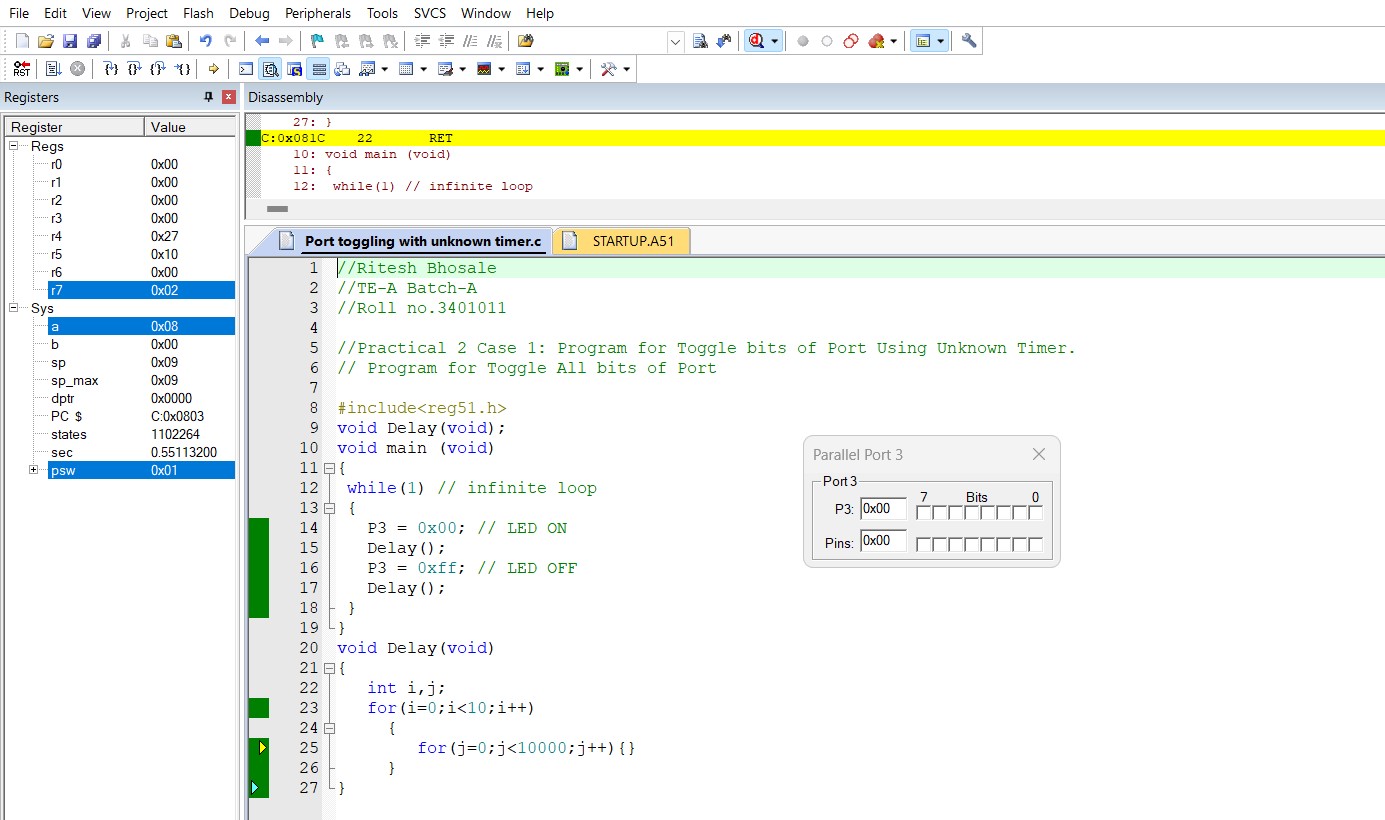 File Edit View Project Flash Debug Peripherals Tools SVCS Window Help
RST
Registers
Register Value
Regs
r0 0x00
r1 0x00
r2 0x00
r3 0x00
r4 0x27
r5 0x10
r6 0x00
r7 0x02
Sys
a 0x08
b 0x00
sp 0x09
sp_max 0x09
dptr 0x0000
PC $ C:0x0803
states 1102264
sec 0.55113200
psw 0x01
Disassembly
27: }
C:0x081C 22 RET
10: void main (void)
11: {
12: while(1) // infinite loop
Port toggling with unknown timer.c STARTUP.A51
1 //Ritesh Bhosale
2 //TE-A Batch-A
3 //Roll no.3401011
4
5 //Practical 2 Case 1: Program for Toggle bits of Port Using Unknown Timer.
6 // Program for Toggle All bits of Port
7
8 #include<reg51.h>
9 void Delay(void);
10 void main (void)
11 {
12 while(1) // infinite loop
13 {
14 P3 = 0x00; // LED ON
15 Delay();
16 P3 = 0xff; // LED OFF
17 Delay();
18 }
19 }
20 void Delay(void)
21 {
22 int i,j;
23 for(i=0;i<10;i++)
24 {
25 for(j=0;j<10000;j++){}
26 }
27 }
Parallel Port 3
Port 3
7 Bits 0
P3: 0x00
Pins: 0x00